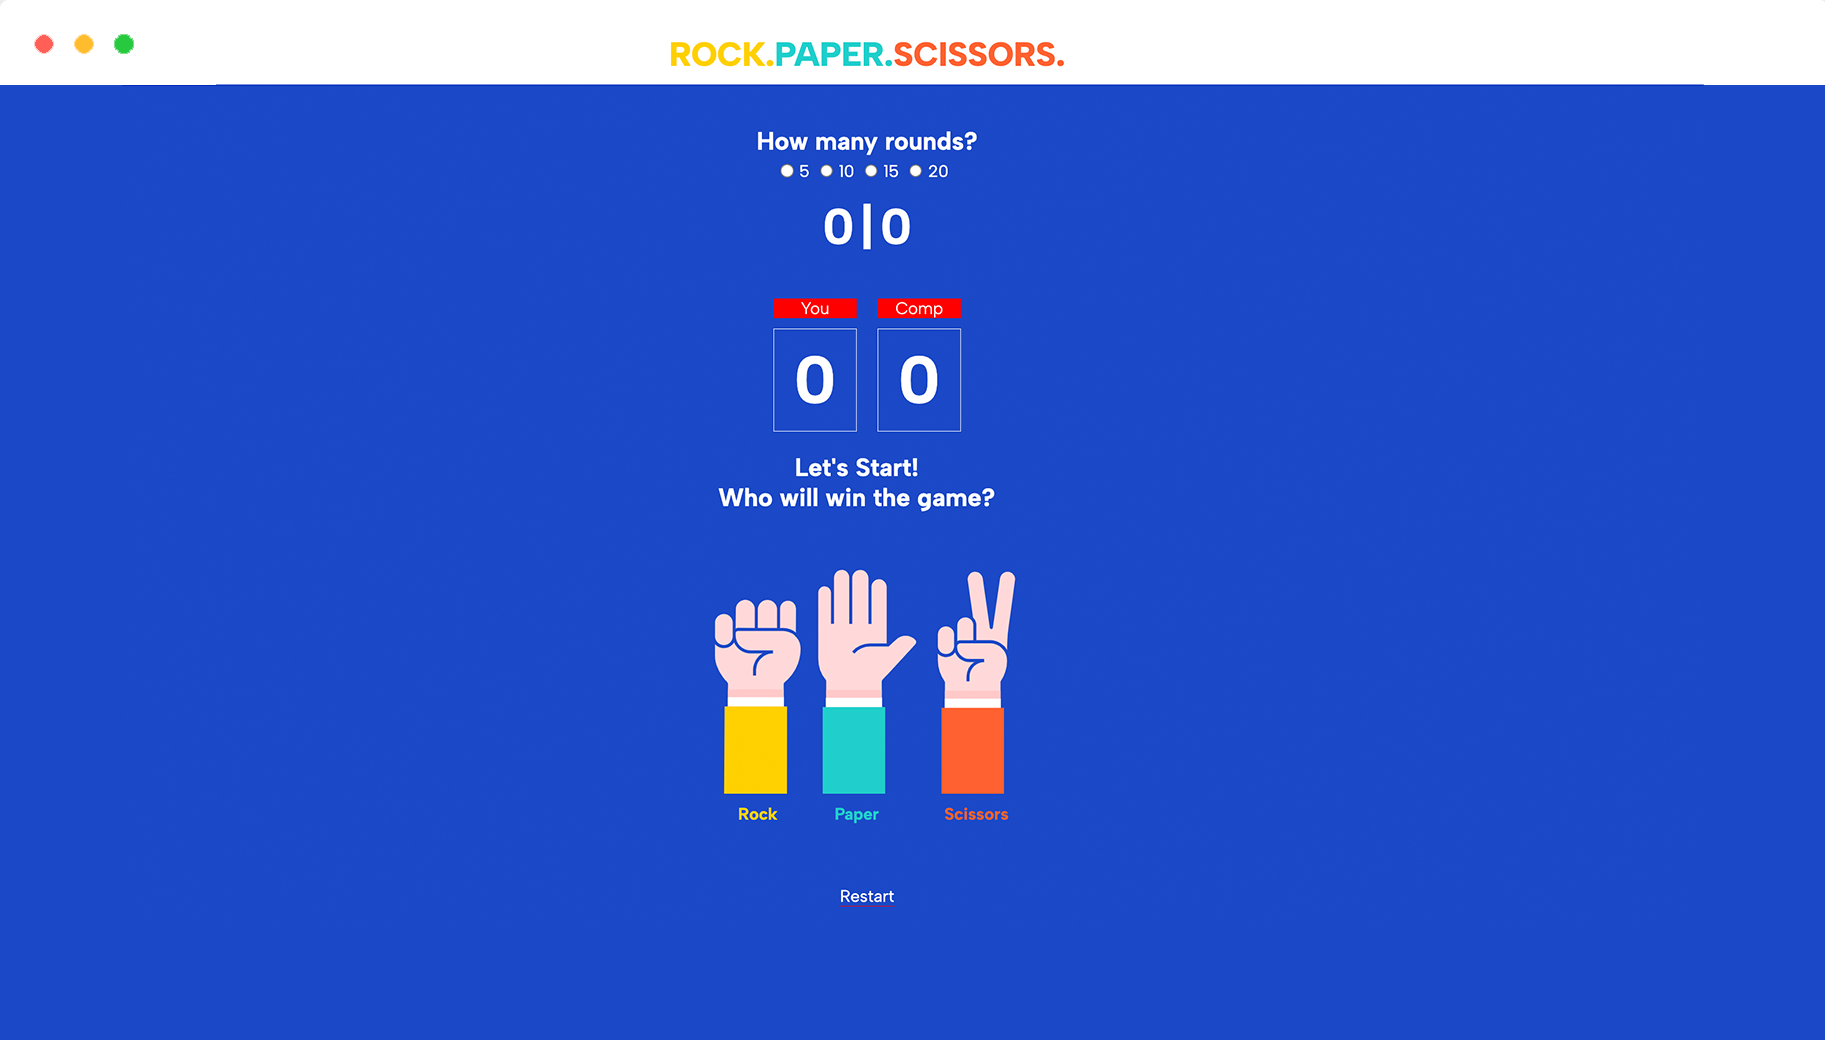 ROCK.PAPER.SCISSORS.
How many rounds?
5 10 15 20
0|0
You Comp
0 0
Let's Start!
Who will win the game?
Rock Paper Scissors
Restart